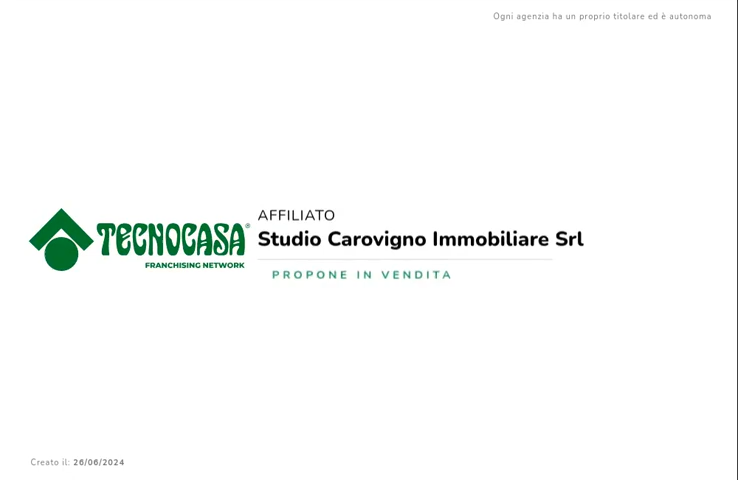 Ogni agenzia ha un proprio titolare ed è autonoma
AFFILIATO
TECNOCASA®
Studio Carovigno Immobiliare Srl
FRANCHISING NETWORK
PROPONE IN VENDITA
Creato il: 26/06/2024